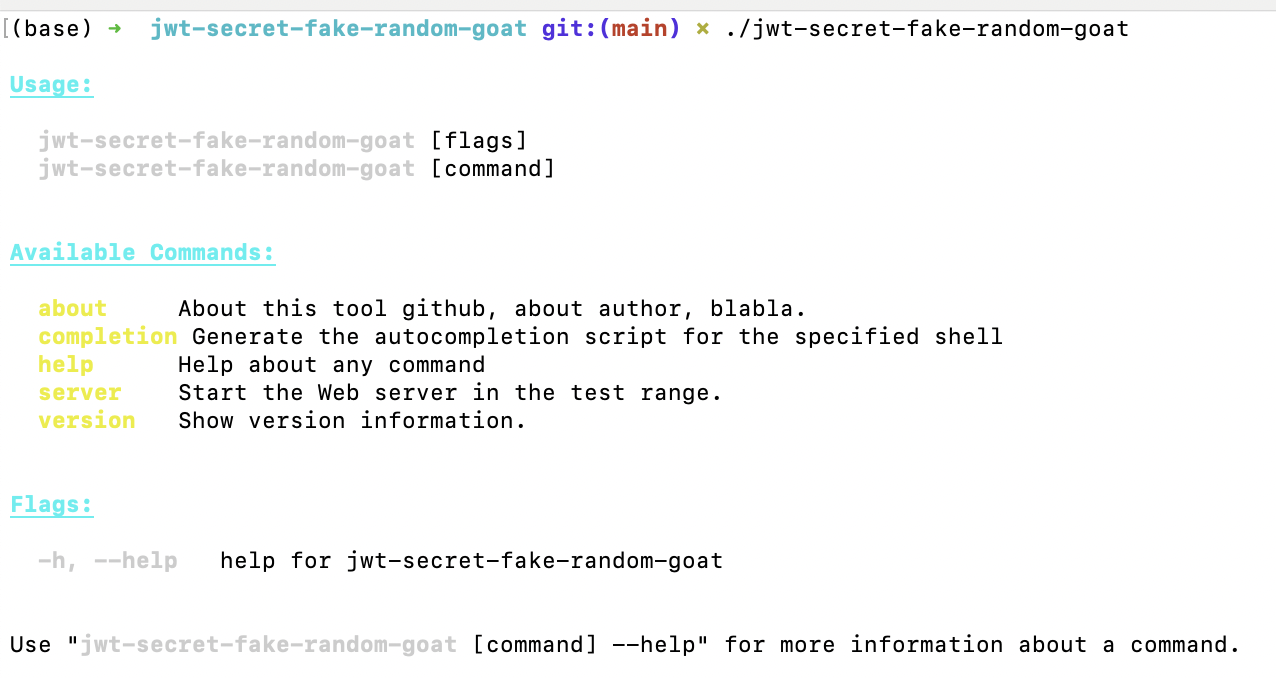 [(base) ➜  jwt-secret-fake-random-goat git:(main) ✗ ./jwt-secret-fake-random-goat
Usage:
jwt-secret-fake-random-goat [flags]
jwt-secret-fake-random-goat [command]
Available Commands:
about     About this tool github, about author, blabla.
completion Generate the autocompletion script for the specified shell
help      Help about any command
server    Start the Web server in the test range.
version   Show version information.
Flags:
-h, --help   help for jwt-secret-fake-random-goat
Use "jwt-secret-fake-random-goat [command] --help" for more information about a command.